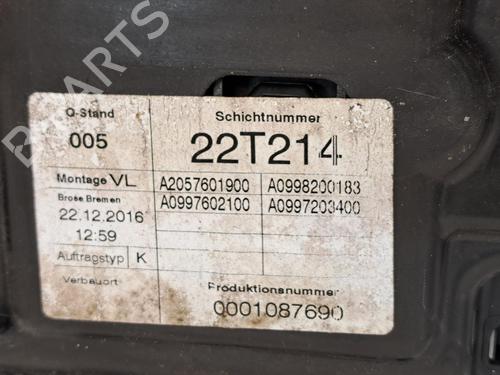 B-PARTS
Q-Stand
Schichtnummer
005
22T214
Montage VL
A2057601900
A0998200183
Brose Bremen
A0997602100
A0997203400
22.12.2016
12:59
Auftragstyp
K
Verbauort
Produktionsnummer
0001087690